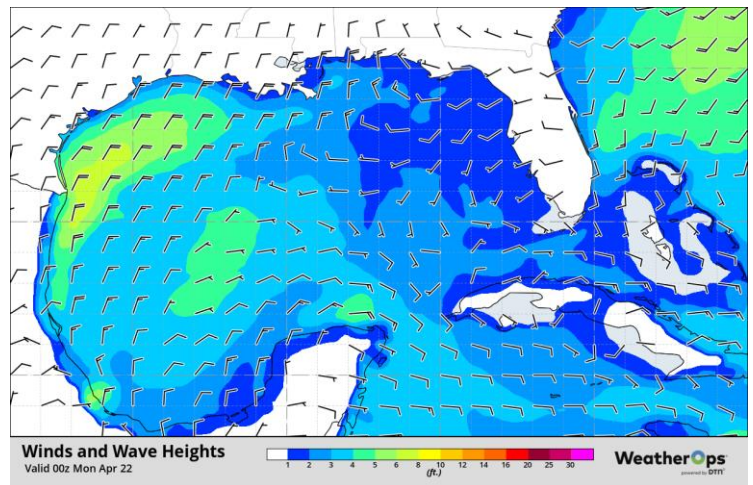 Winds and Wave Heights
Valid 00z Mon Apr 22
1 2 3 4 5 6 7 8 10 12 14 16 20 25 30
(ft.)
WeatherOps
powered by DTN